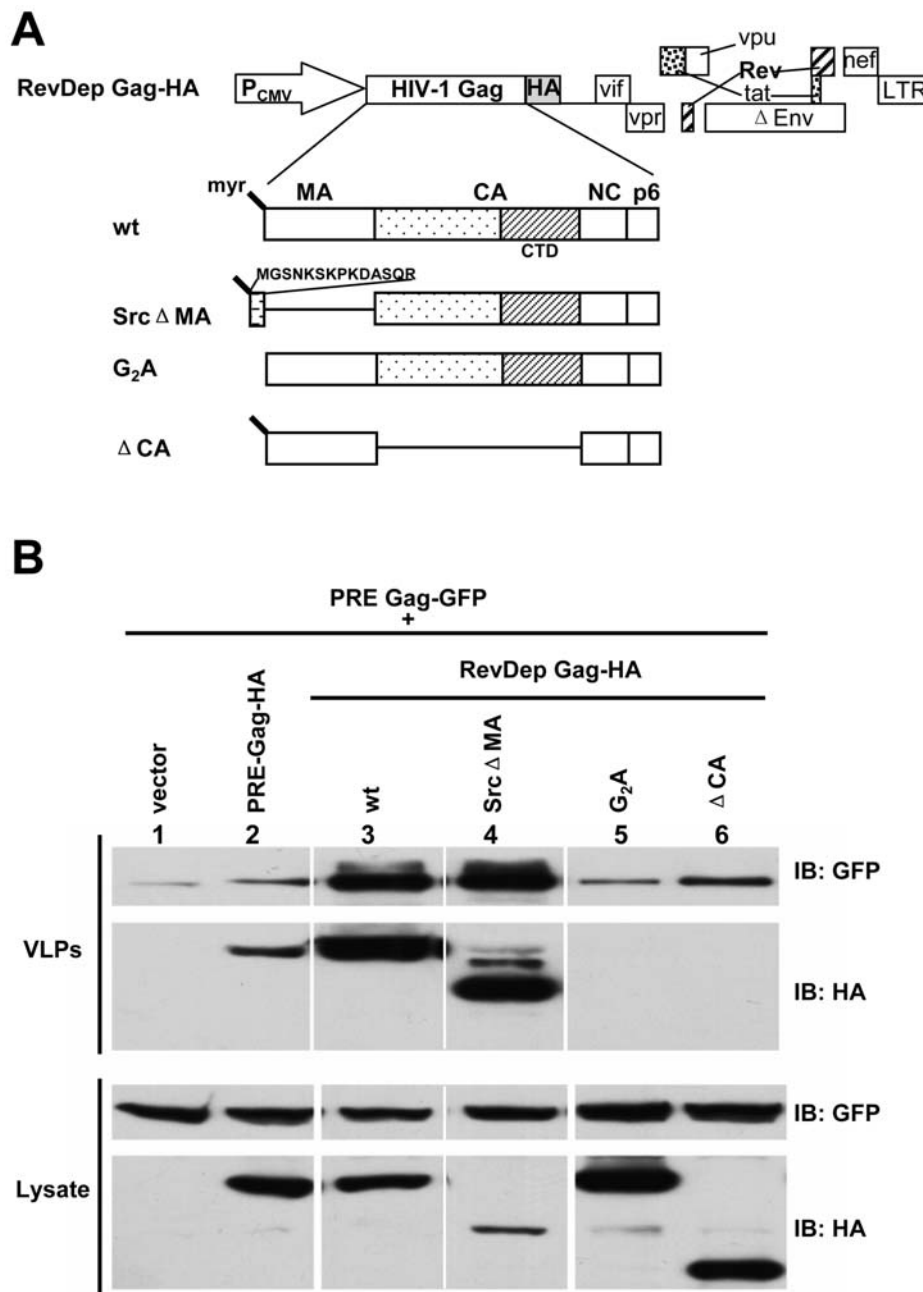 A
RevDep Gag-HA
P CMV
HIV-1 Gag
HA
vif
vpr
vpu
Rev
tat
Δ Env
nef
LTR
myr
MA
CA
NC
p6
wt
CTD
MGSNKSKPKDASQR
Src Δ MA
G2A
Δ CA
B
PRE Gag-GFP
+
RevDep Gag-HA
vector
PRE-Gag-HA
wt
Src Δ MA
G2A
Δ CA
1 2 3 4 5 6
VLPs
IB: GFP
IB: HA
Lysate
IB: GFP
IB: HA